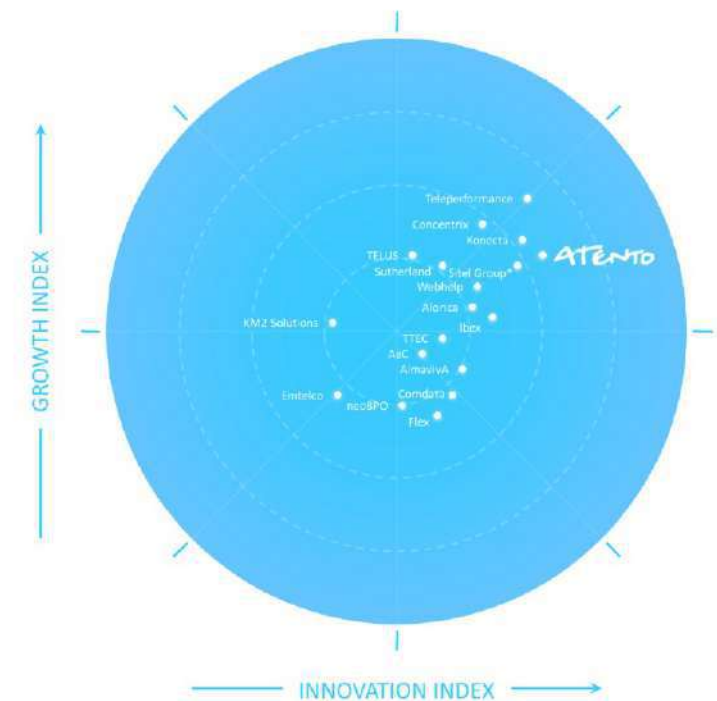 Teleperformance
Concentrix
Konecta
TELUS
ATENTO
Sutherland
Sitel Group*
Webhelp
Alorica
KM2 Solutions
Ibex
TTEC
AeC
AlmavivA
Emtelco
Comdata
neoBPO
Flex
GROWTH INDEX
INNOVATION INDEX